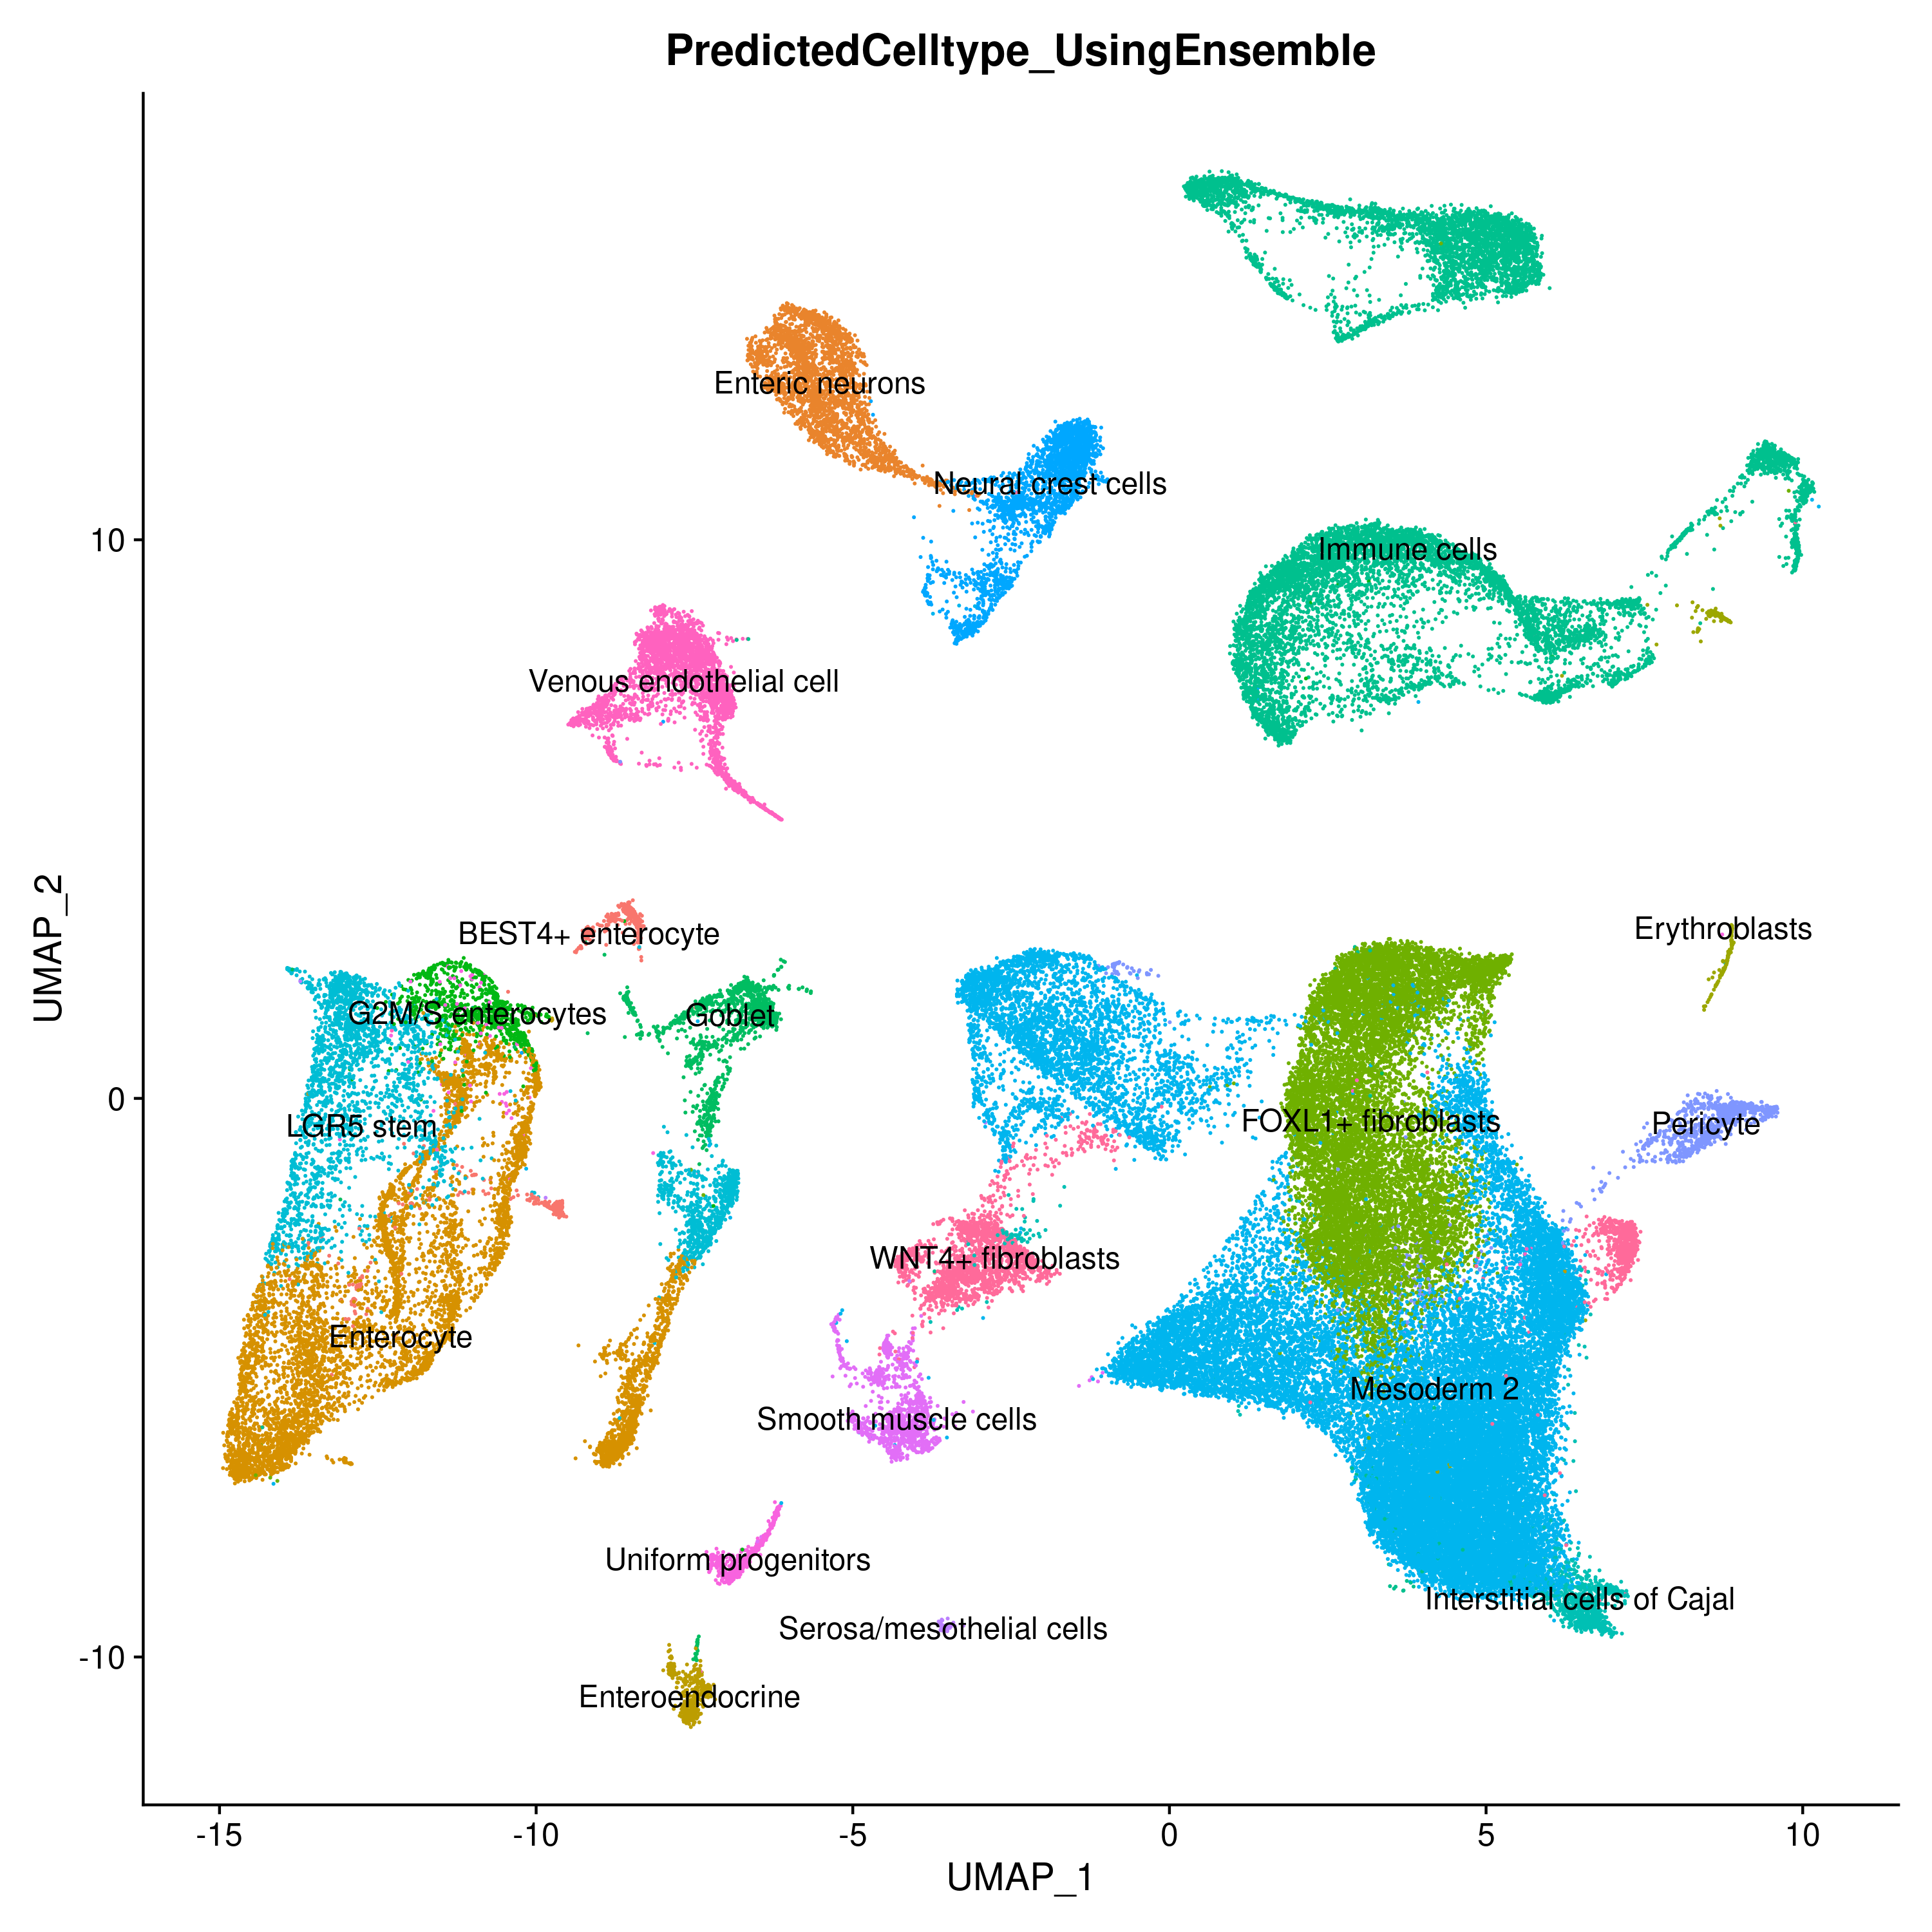 PredictedCelltype_UsingEnsemble
Enteric neurons
Neural crest cells
Immune cells
10
Venous endothelial cell
UMAP_2
BEST4+ enterocyte
Erythroblasts
G2M/S enterocytes
Goblet
0
LGR5 stem
FOXL1+ fibroblasts
Pericyte
WNT4+ fibroblasts
Enterocyte
Mesoderm 2
Smooth muscle cells
Uniform progenitors
Interstitial cells of Cajal
Serosa/mesothelial cells
-10
Enteroendocrine
-15 -10 -5 0 5 10
UMAP_1